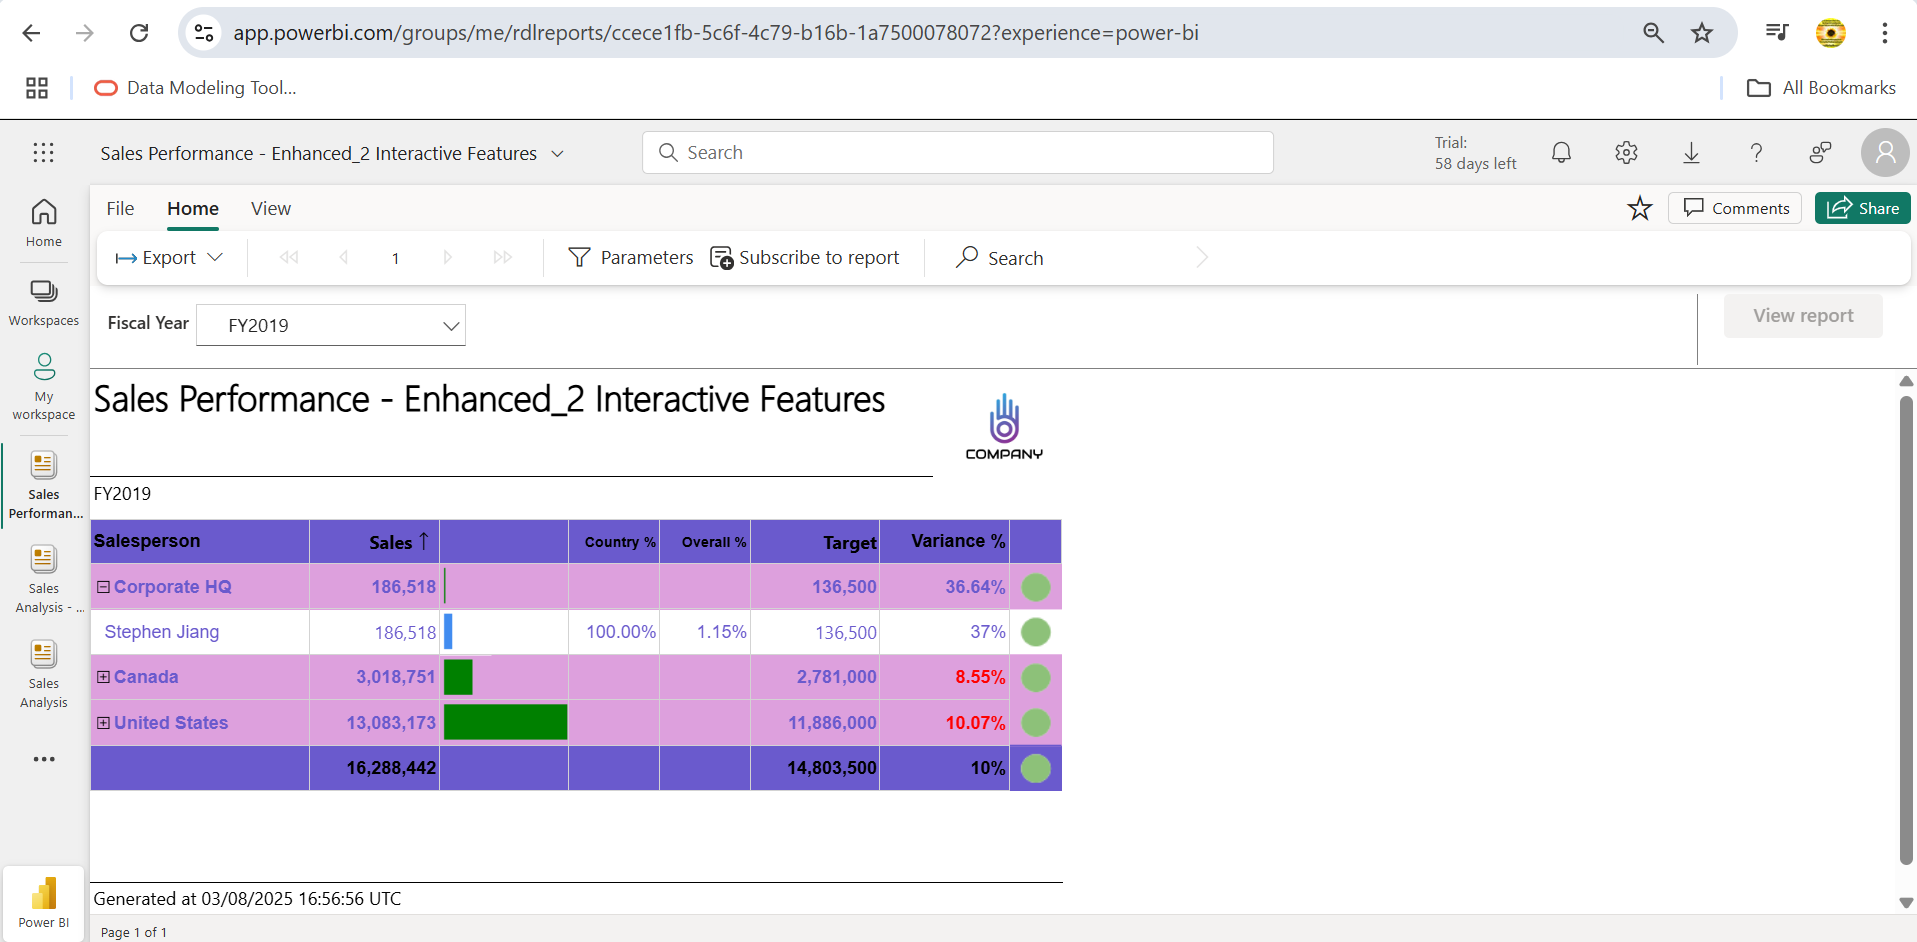 app.powerbi.com/groups/me/rdlreports/ccece1fb-5c6f-4c79-b16b-1a7500078072?experience=power-bi
Data Modeling Tool...
All Bookmarks
Sales Performance - Enhanced_2 Interactive Features
Search
Trial:
58 days left
File Home View
Comments
Share
Export
1
Parameters
Subscribe to report
Search
Home
Workspaces
My
workspace
Sales
Performan...
Sales
Analysis - ...
Sales
Analysis
Power BI
Fiscal Year
FY2019
View report
Sales Performance - Enhanced_2 Interactive Features
COMPANY
FY2019
Salesperson Sales ↑ Country % Overall % Target Variance %
Corporate HQ 186,518 136,500 36.64%
Stephen Jiang 186,518 100.00% 1.15% 136,500 37%
Canada 3,018,751 2,781,000 8.55%
United States 13,083,173 11,886,000 10.07%
16,288,442 14,803,500 10%
Generated at 03/08/2025 16:56:56 UTC
Page 1 of 1